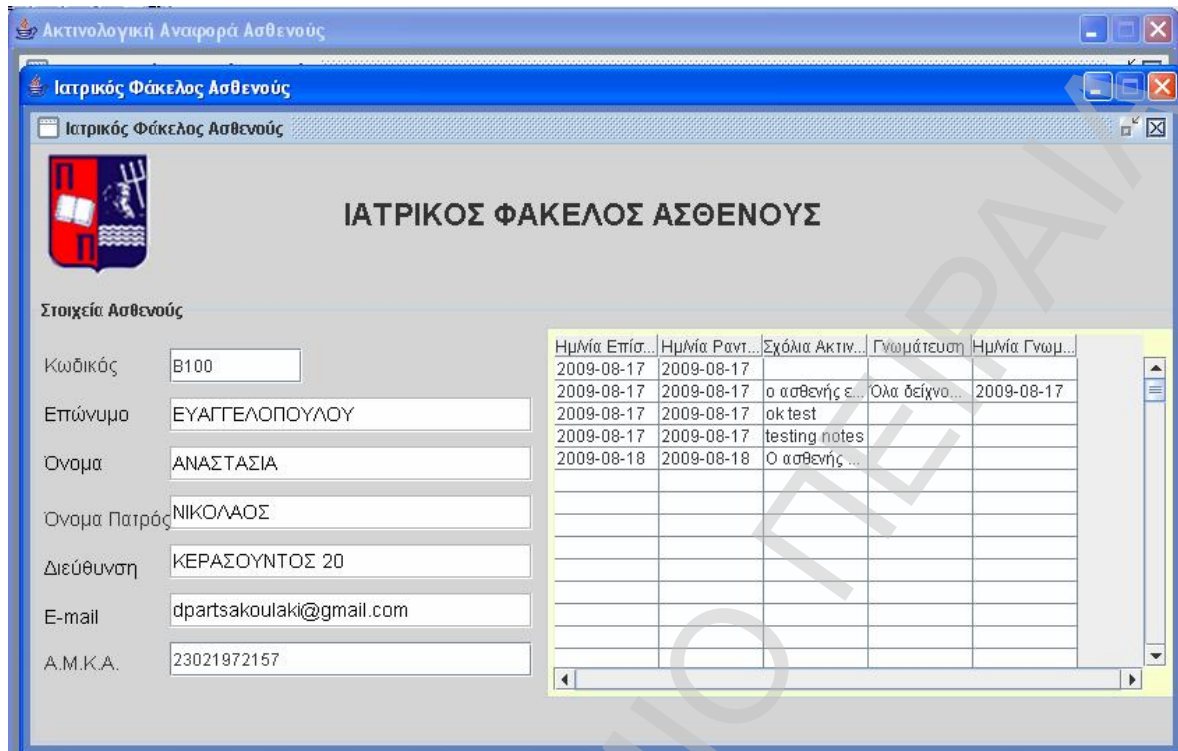 Ακτινολογική Αναφορά Ασθενούς
Ιατρικός Φάκελος Ασθενούς
Ιατρικός Φάκελος Ασθενούς
ΙΑΤΡΙΚΟΣ ΦΑΚΕΛΟΣ ΑΣΘΕΝΟΥΣ
Στοιχεία Ασθενούς
Κωδικός B100
Επώνυμο ΕΥΑΓΓΕΛΟΠΟΥΛΟΥ
Όνομα ΑΝΑΣΤΑΣΙΑ
Όνομα Πατρός ΝΙΚΟΛΑΟΣ
Διεύθυνση ΚΕΡΑΣΟΥΝΤΟΣ 20
E-mail dpartsakoulaki@gmail.com
Α.Μ.Κ.Α. 23021972157
Ημ/νία Επίσ... Ημ/νία Ραντ... Σχόλια Ακτιν... Γνωμάτευση Ημ/νία Γνωμ...
2009-08-17 2009-08-17
2009-08-17 2009-08-17 ο ασθενής ε... Όλα δείχνο... 2009-08-17
2009-08-17 2009-08-17 ok test
2009-08-17 2009-08-17 testing notes
2009-08-18 2009-08-18 Ο ασθενής ...